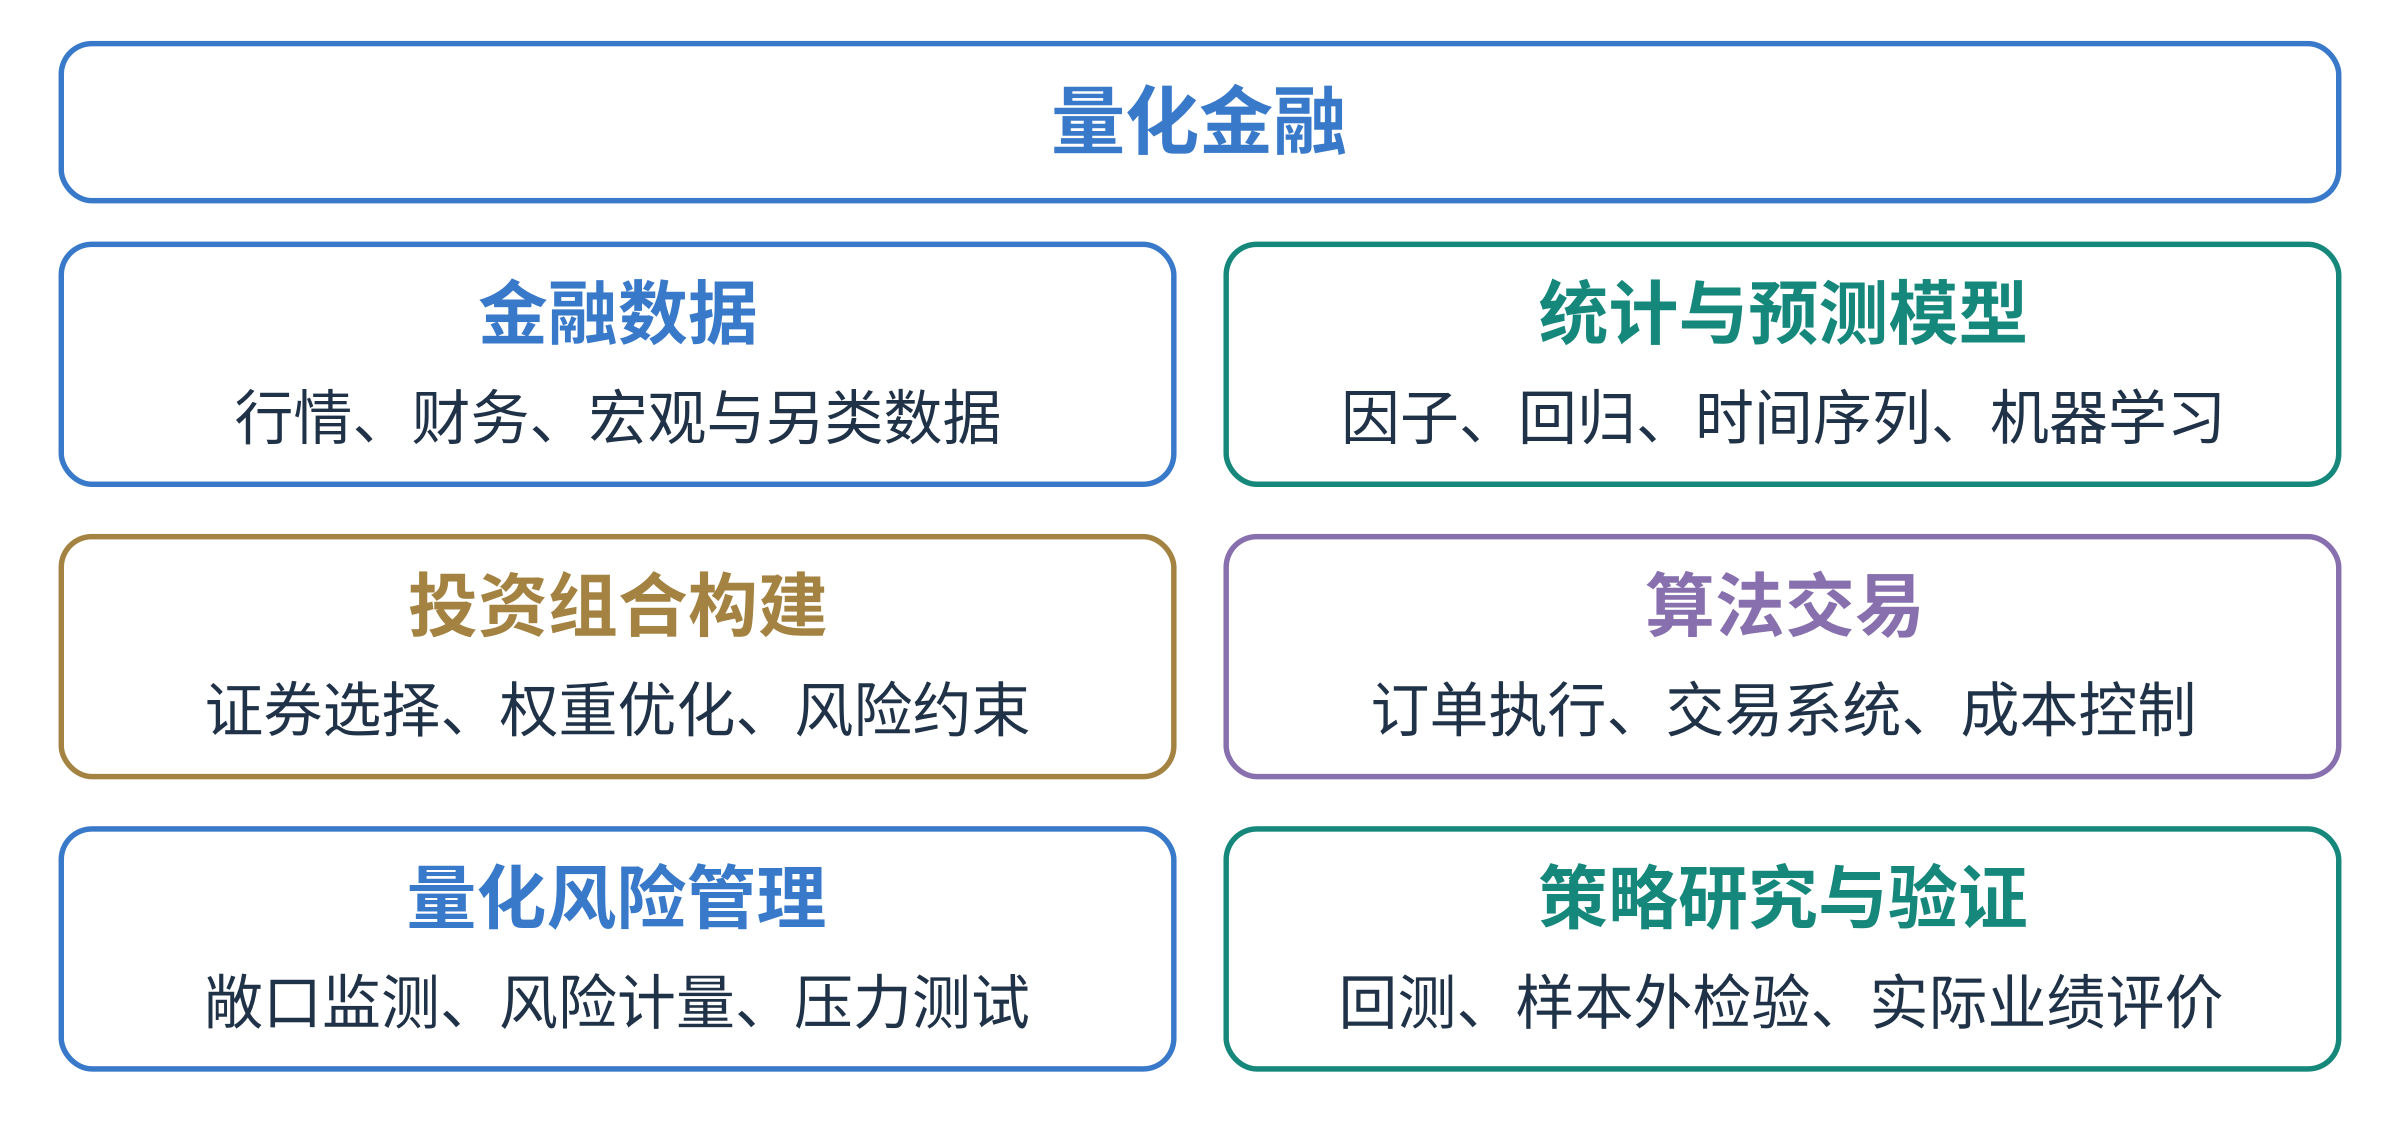 量化金融
金融数据
行情、财务、宏观与另类数据
统计与预测模型
因子、回归、时间序列、机器学习
投资组合构建
证券选择、权重优化、风险约束
算法交易
订单执行、交易系统、成本控制
量化风险管理
敞口监测、风险计量、压力测试
策略研究与验证
回测、样本外检验、实际业绩评价